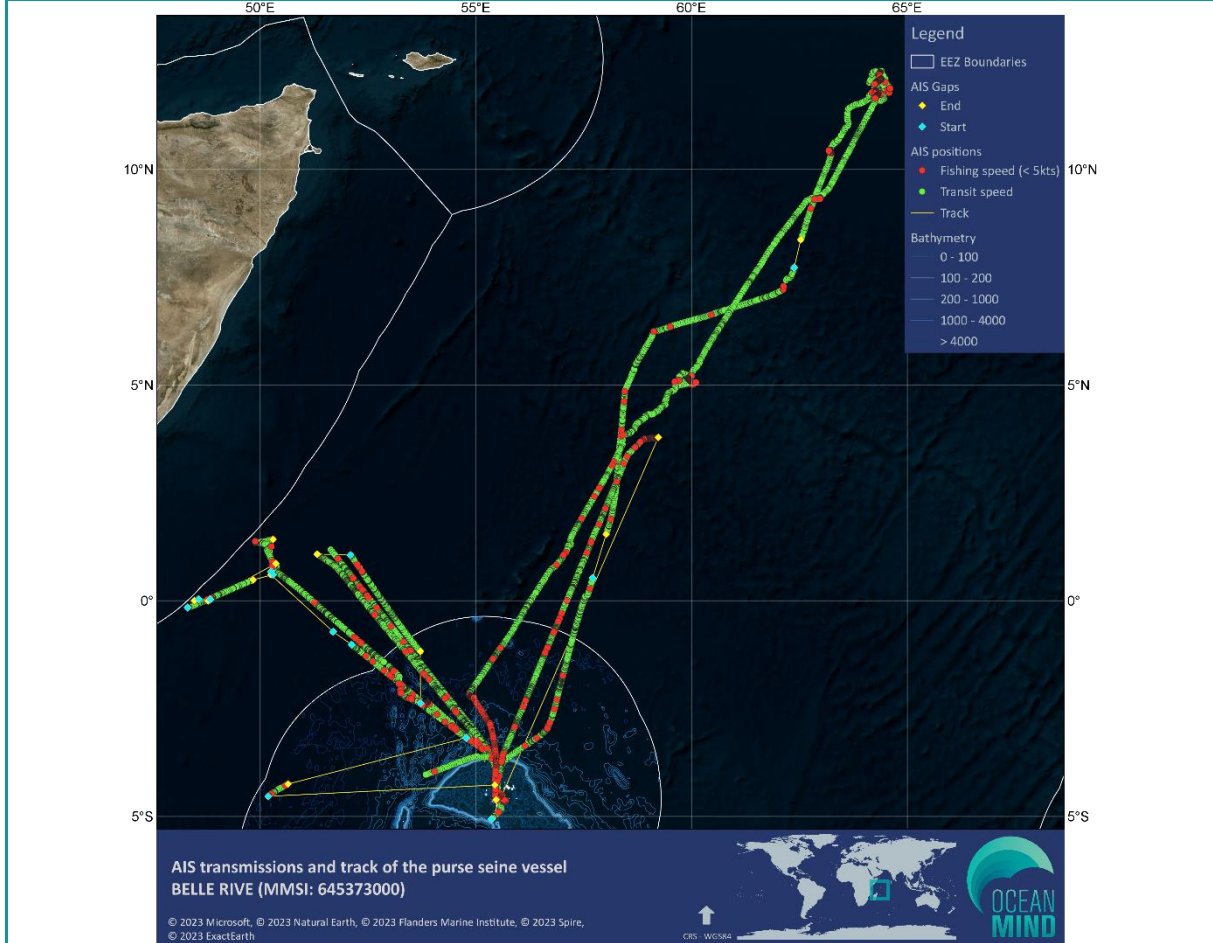 50°E 55°E 60°E 65°E
Legend
EEZ Boundaries
AIS Gaps
End
Start
AIS positions
Fishing speed (< 5kts)
Transit speed
Track
Bathymetry
0 - 100
100 - 200
200 - 1000
1000 - 4000
> 4000
10°N 10°N
5°N 5°N
0° 0°
5°S 5°S
AIS transmissions and track of the purse seine vessel
BELLE RIVE (MMSI: 645373000)
© 2023 Microsoft, © 2023 Natural Earth, © 2023 Flanders Marine Institute, © 2023 Spire,
© 2023 ExactEarth
CRS - WGS84
OCEAN
MIND